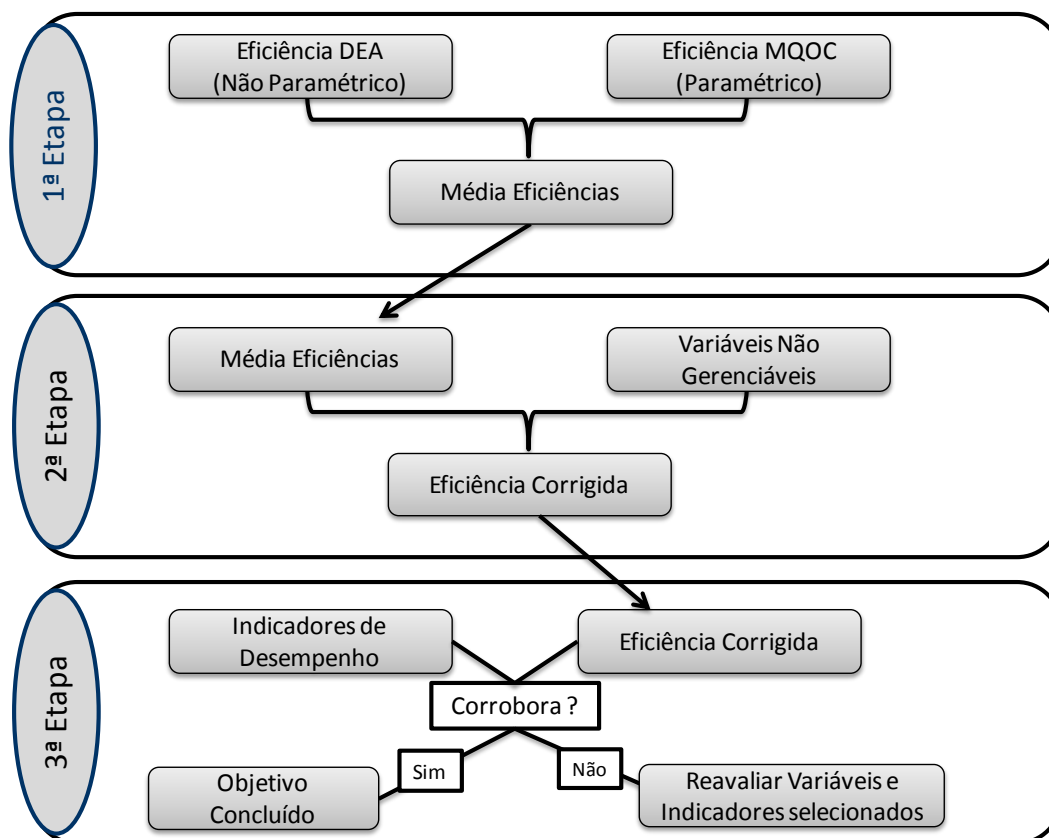 1ª Etapa
Eficiência DEA
(Não Paramétrico)
Eficiência MQOC
(Paramétrico)
Média Eficiências
2ª Etapa
Média Eficiências
Variáveis Não
Gerenciáveis
Eficiência Corrigida
3ª Etapa
Indicadores de
Desempenho
Eficiência Corrigida
Corrobora ?
Sim
Não
Objetivo
Concluído
Reavaliar Variáveis e
Indicadores selecionados